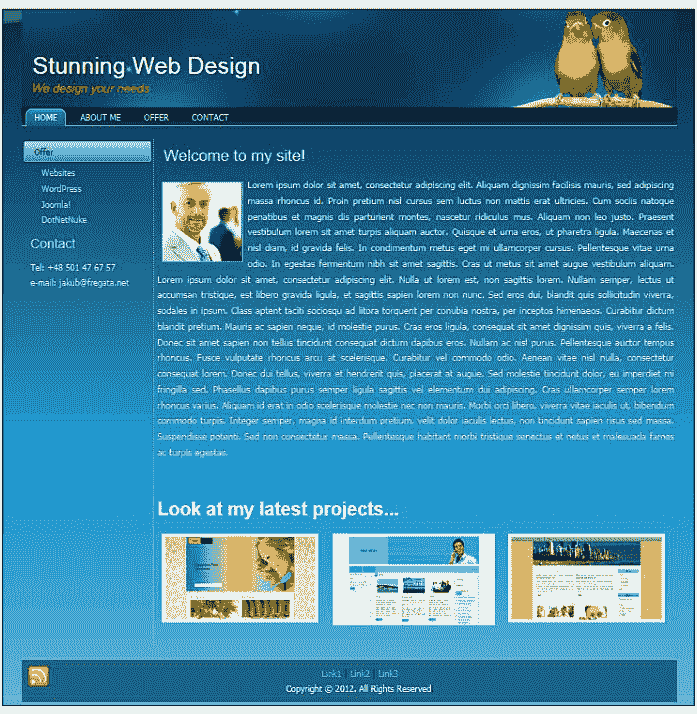 Stunning Web Design
We design your needs
HOME ABOUT ME OFFER CONTACT
Offer
Websites
WordPress
Joomla!
DotNetNuke
Contact
Tel: +48 501 47 67 57
e-mail: jakub@fregata.net
Welcome to my site!
Lorem ipsum dolor sit amet, consectetur adipiscing elit. Aliquam dignissim facilisis mauris, sed adipiscing
massa rhoncus id. Proin pretium nisl cursus sem luctus non mattis erat ultricies. Cum sociis natoque
penatibus et magnis dis parturient montes, nascetur ridiculus mus. Aliquam non leo justo. Praesent
vestibulum lorem sit amet turpis aliquam auctor. Quisque et urna eros, ut pharetra ligula. Maecenas et
nisl diam, id gravida felis. In condimentum metus eget mi ullamcorper cursus. Pellentesque vitae urna
odio. In egestas fermentum nibh sit amet sagittis. Cras ut metus sit amet augue vestibulum aliquam.
Lorem ipsum dolor sit amet, consectetur adipiscing elit. Nulla ut lorem est, non sagittis lorem. Nullam semper, lectus ut
accumsan tristique, est libero gravida ligula, et sagittis sapien lorem non nunc. Sed eros dui, blandit quis sollicitudin viverra,
sodales in ipsum. Class aptent taciti sociosqu ad litora torquent per conubia nostra, per inceptos himenaeos. Curabitur dictum
blandit pretium. Mauris ac sapien neque, id molestie purus. Cras eros ligula, consequat sit amet dignissim quis, viverra a felis.
Donec sit amet sapien non tellus tincidunt consequat dictum dapibus eros. Nullam ac nisl purus. Pellentesque auctor tempus
rhoncus. Fusce vulputate rhoncus arcu at scelerisque. Curabitur vel commodo odio. Aenean vitae nisl nulla, consectetur
consequat lorem. Donec dui tellus, viverra et hendrerit quis, placerat at augue. Sed molestie tincidunt dolor, eu imperdiet mi
fringilla sed. Phasellus dapibus purus semper ligula sagittis vel elementum dui adipiscing. Cras ullamcorper semper lorem
rhoncus varius. Aliquam id erat in odio scelerisque molestie nec non mauris. Morbi orci libero, viverra vitae iaculis ut, bibendum
commodo turpis. Integer semper, magna id interdum pretium, velit dolor iaculis lectus, non tincidunt sapien risus sed massa.
Suspendisse potenti. Sed non consectetur massa. Pellentesque habitant morbi tristique senectus et netus et malesuada fames
ac turpis egestas.
Look at my latest projects...
Link1 | Link2 | Link3
Copyright © 2012. All Rights Reserved